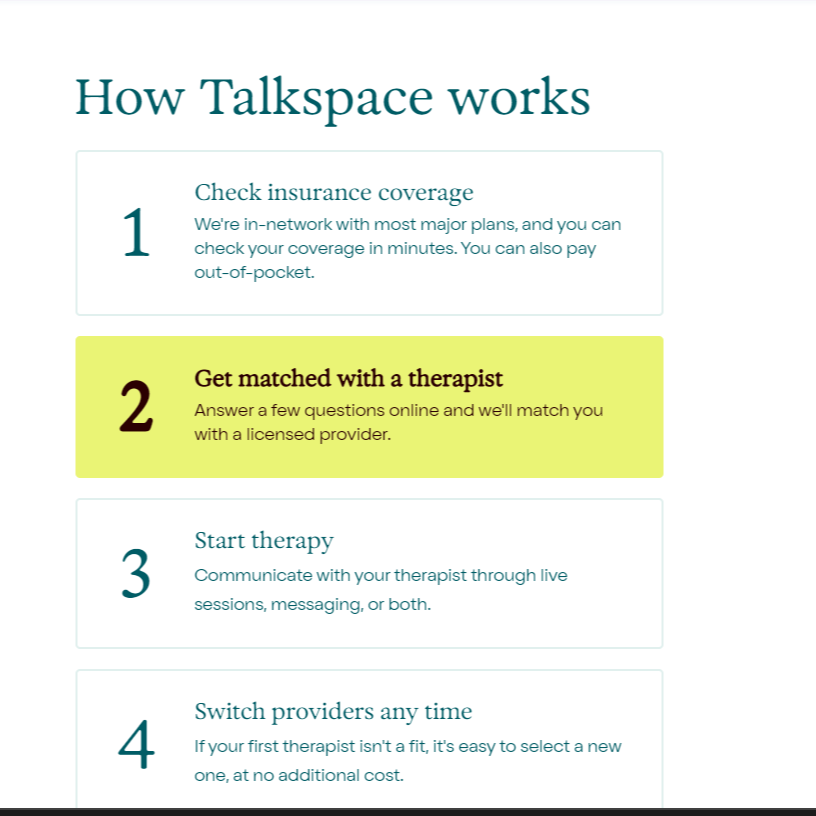 How Talkspace works
1
Check insurance coverage
We're in-network with most major plans, and you can
check your coverage in minutes. You can also pay
out-of-pocket.
2
Get matched with a therapist
Answer a few questions online and we'll match you
with a licensed provider.
3
Start therapy
Communicate with your therapist through live
sessions, messaging, or both.
4
Switch providers any time
If your first therapist isn't a fit, it's easy to select a new
one, at no additional cost.